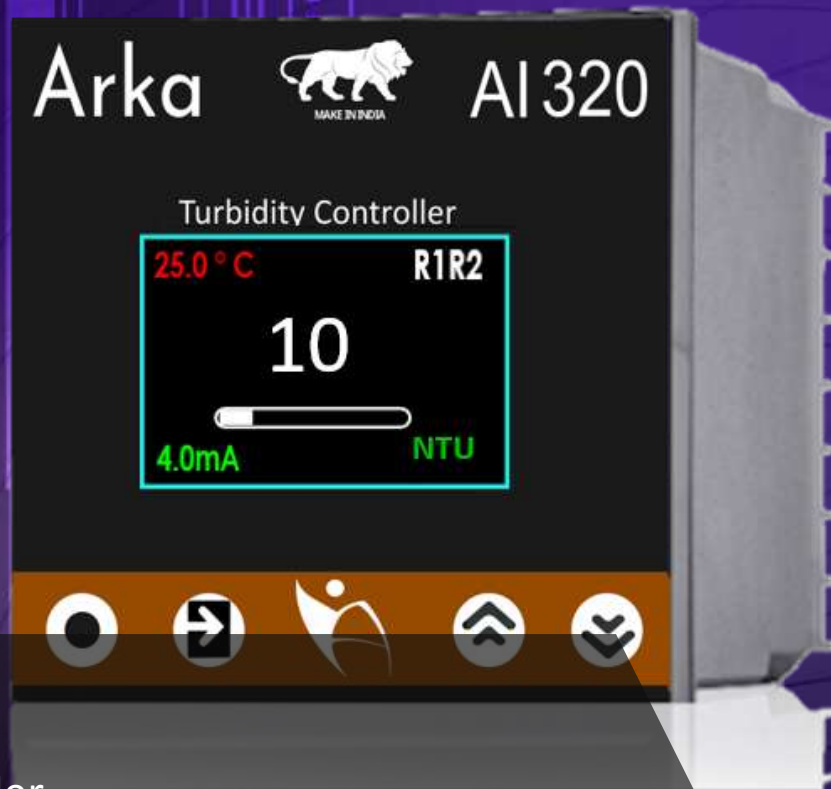 Arka
MAKE IN INDIA
AI 320
Turbidity Controller
25.0 ° C
R1R2
10
4.0mA
NTU